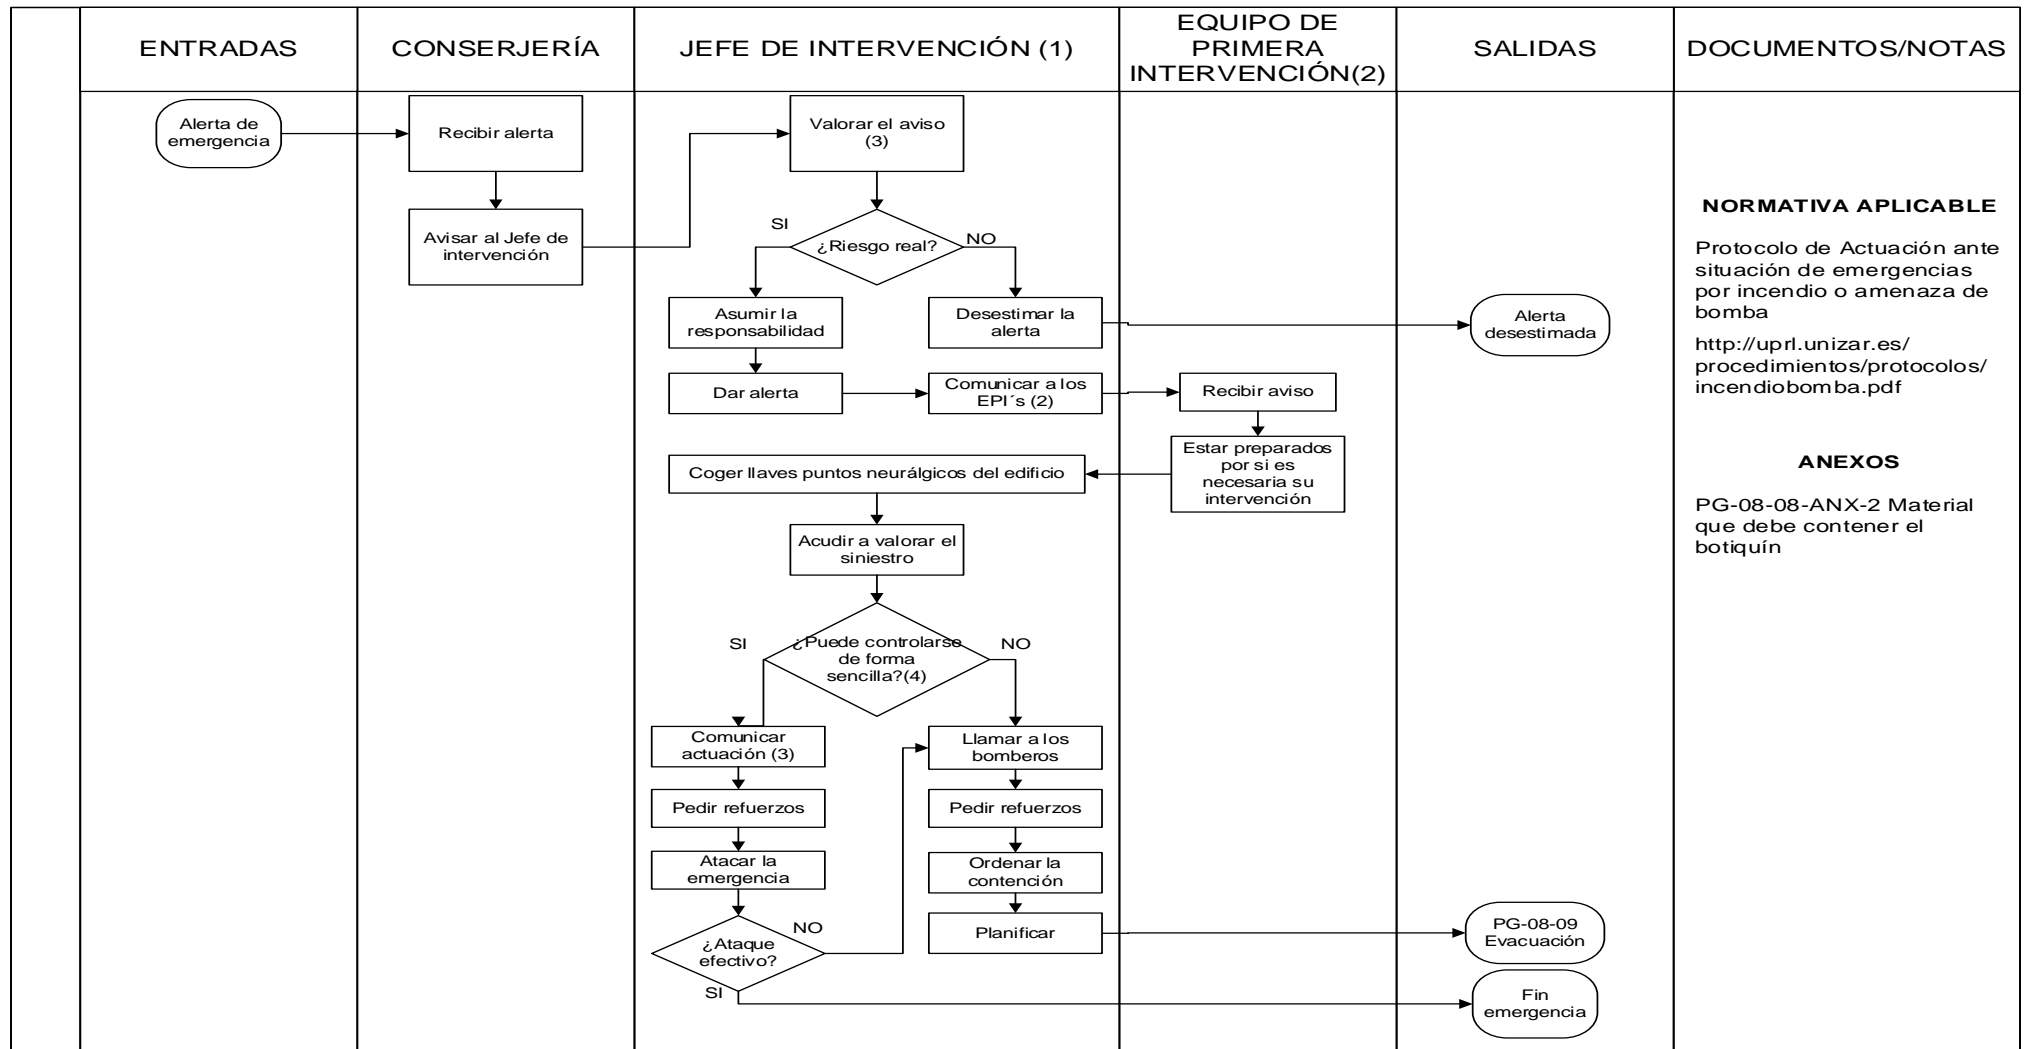 ENTRADAS
CONSERJERÍA
JEFE DE INTERVENCIÓN (1)
EQUIPO DE
PRIMERA
INTERVENCIÓN(2)
SALIDAS
DOCUMENTOS/NOTAS
Alerta de
emergencia
Recibir alerta
Valorar el aviso
(3)
Avisar al Jefe de
intervención
SI
¿Riesgo real?
NO
Asumir la
responsabilidad
Desestimar la
alerta
Alerta
desestimada
Dar alerta
Comunicar a los
EPI´s (2)
Recibir aviso
Estar preparados
por si es
necesaria su
intervención
Coger llaves puntos neurálgicos del edificio
Acudir a valorar el
siniestro
SI
¿Puede controlarse
de forma
sencilla?(4)
NO
Comunicar
actuación (3)
Llamar a los
bomberos
Pedir refuerzos
Pedir refuerzos
Atacar la
emergencia
Ordenar la
contención
Planificar
PG-08-09
Evacuación
¿Ataque
efectivo?
NO
SI
Fin
emergencia
NORMATIVA APLICABLE
Protocolo de Actuación ante
situación de emergencias
por incendio o amenaza de
bomba
http://uprl.unizar.es/
procedimientos/protocolos/
incendiobomba.pdf
ANEXOS
PG-08-08-ANX-2 Material
que debe contener el
botiquín